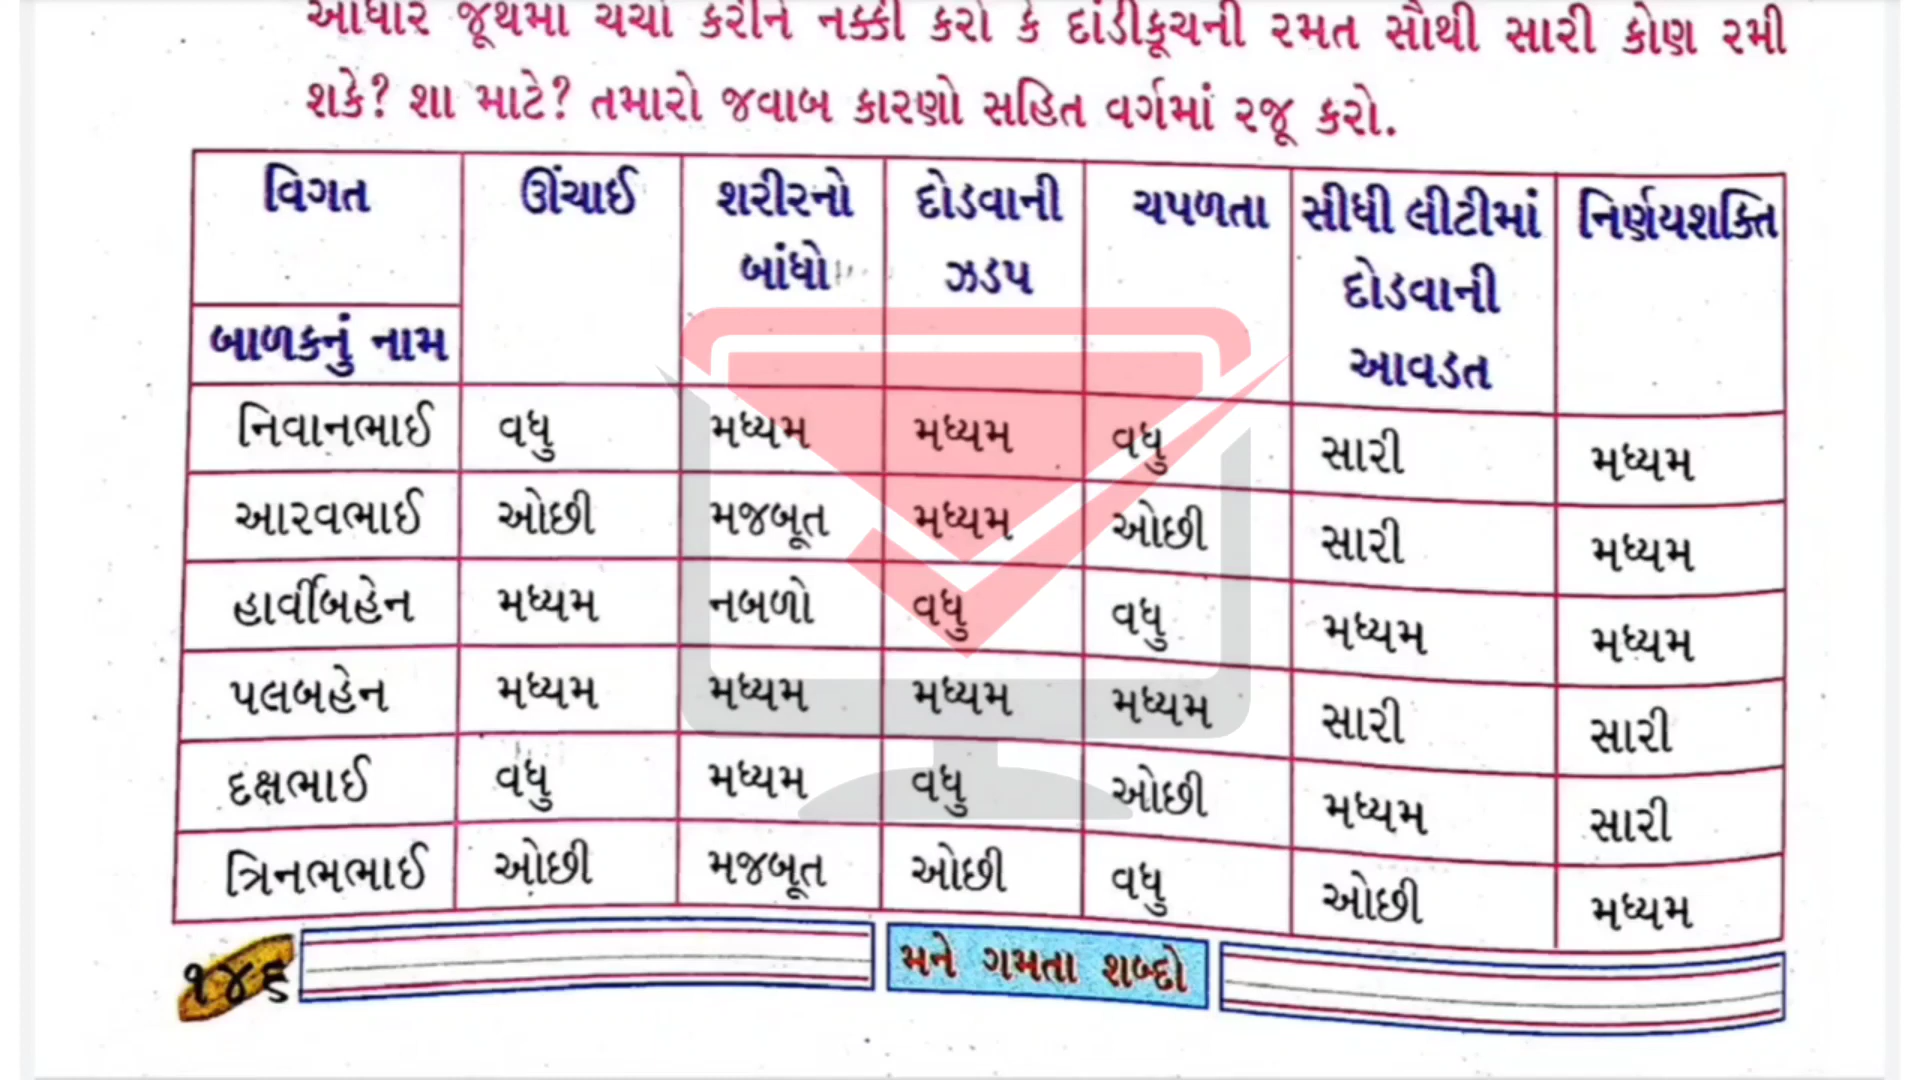 આધારે જૂથમાં ચર્ચા કરીને નક્કી કરો કે દાંડીકૂચની રમત સૌથી સારી કોણ રમી
શકે? શા માટે? તમારો જવાબ કારણો સહિત વર્ગમાં રજૂ કરો.
વિગત ઊંચાઈ શરીરનો દોડવાની ચપળતા સીધી લીટીમાં નિર્ણયશક્તિ
બાંધો ઝડપ દોડવાની
બાળકનું નામ આવડત
નિવાનભાઈ વધુ મધ્યમ મધ્યમ વધુ સારી મધ્યમ
આરવભાઈ ઓછી મજબૂત મધ્યમ ઓછી સારી મધ્યમ
હાર્વીબહેન મધ્યમ નબળો વધુ વધુ મધ્યમ મધ્યમ
પલબહેન મધ્યમ મધ્યમ મધ્યમ મધ્યમ સારી સારી
દક્ષભાઈ વધુ મધ્યમ વધુ ઓછી મધ્યમ સારી
ત્રિનભભાઈ ઓછી મજબૂત ઓછી વધુ ઓછી મધ્યમ
૧૪૬ મને ગમતા શબ્દો